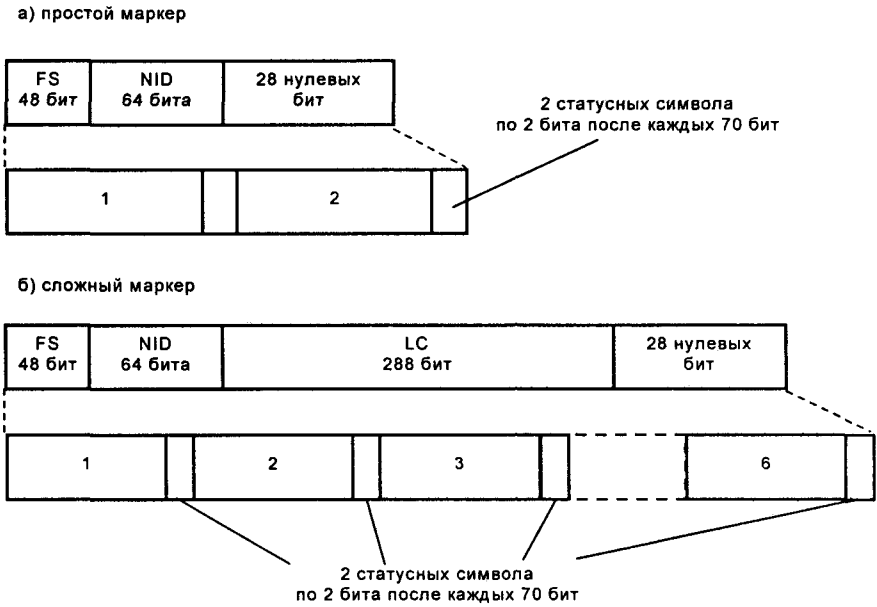 а) простой маркер
FS
48 бит
NID
64 бита
28 нулевых
бит
2 статусных символа
по 2 бита после каждых 70 бит
1
2
б) сложный маркер
FS
48 бит
NID
64 бита
LC
288 бит
28 нулевых
бит
1
2
3
6
2 статусных символа
по 2 бита после каждых 70 бит